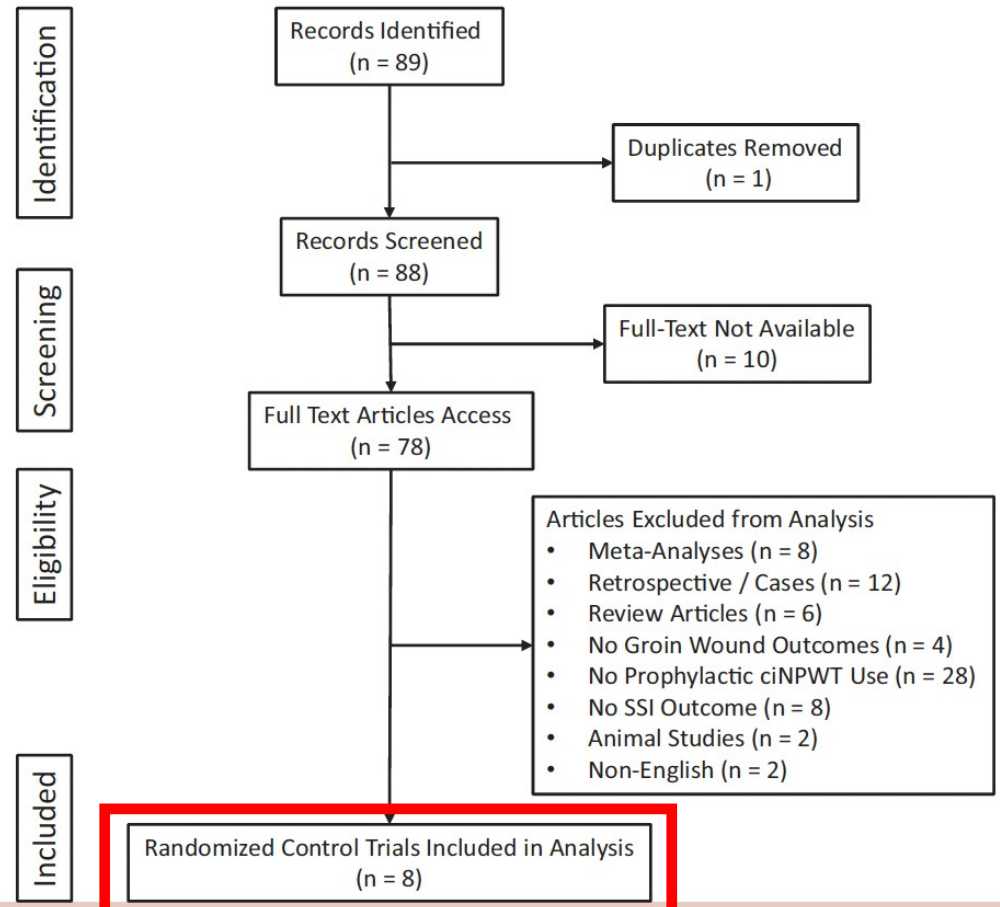 Identification
Records Identified
(n = 89)
Duplicates Removed
(n = 1)
Records Screened
(n = 88)
Screening
Full-Text Not Available
(n = 10)
Full Text Articles Access
(n = 78)
Eligibility
Articles Excluded from Analysis
• Meta-Analyses (n = 8)
• Retrospective / Cases (n = 12)
• Review Articles (n = 6)
• No Groin Wound Outcomes (n = 4)
• No Prophylactic ciNPWT Use (n = 28)
• No SSI Outcome (n = 8)
• Animal Studies (n = 2)
• Non-English (n = 2)
Included
Randomized Control Trials Included in Analysis
(n = 8)